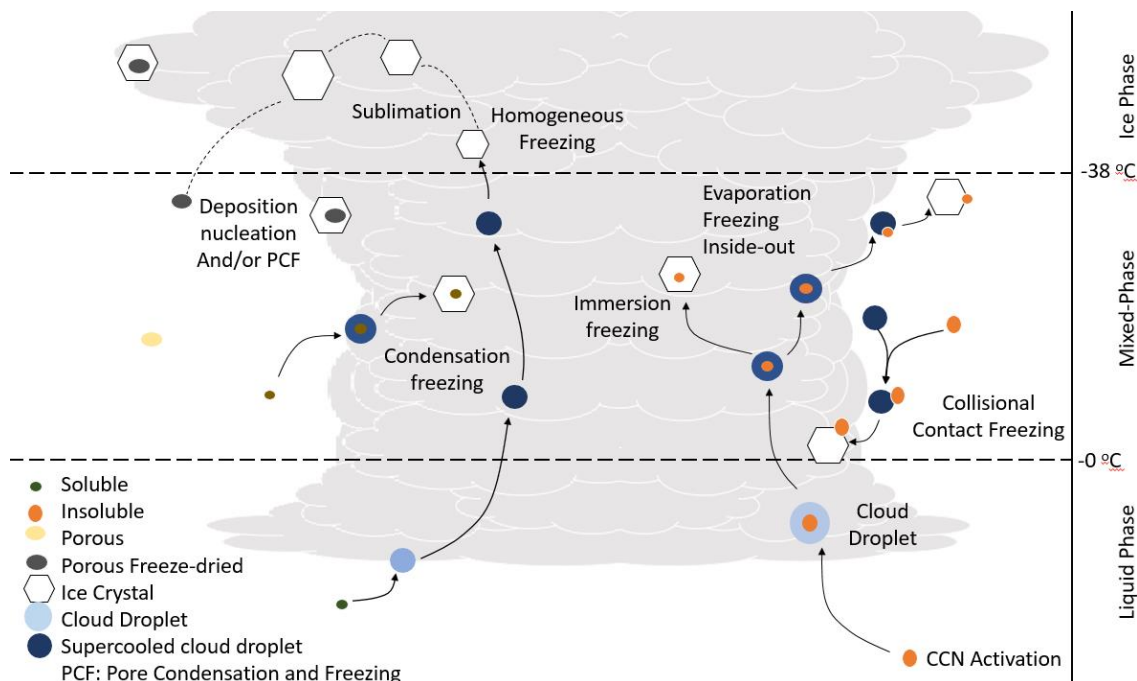 Ice Phase
Sublimation
Homogeneous
Freezing
-38 ºC
Deposition
nucleation
And/or PCF
Evaporation
Freezing
Inside-out
Immersion
freezing
Mixed-Phase
Condensation
freezing
Collisional
Contact Freezing
-0 ºC
Soluble
Insoluble
Porous
Porous Freeze-dried
Ice Crystal
Cloud Droplet
Supercooled cloud droplet
PCF: Pore Condensation and Freezing
Cloud
Droplet
Liquid Phase
CCN Activation